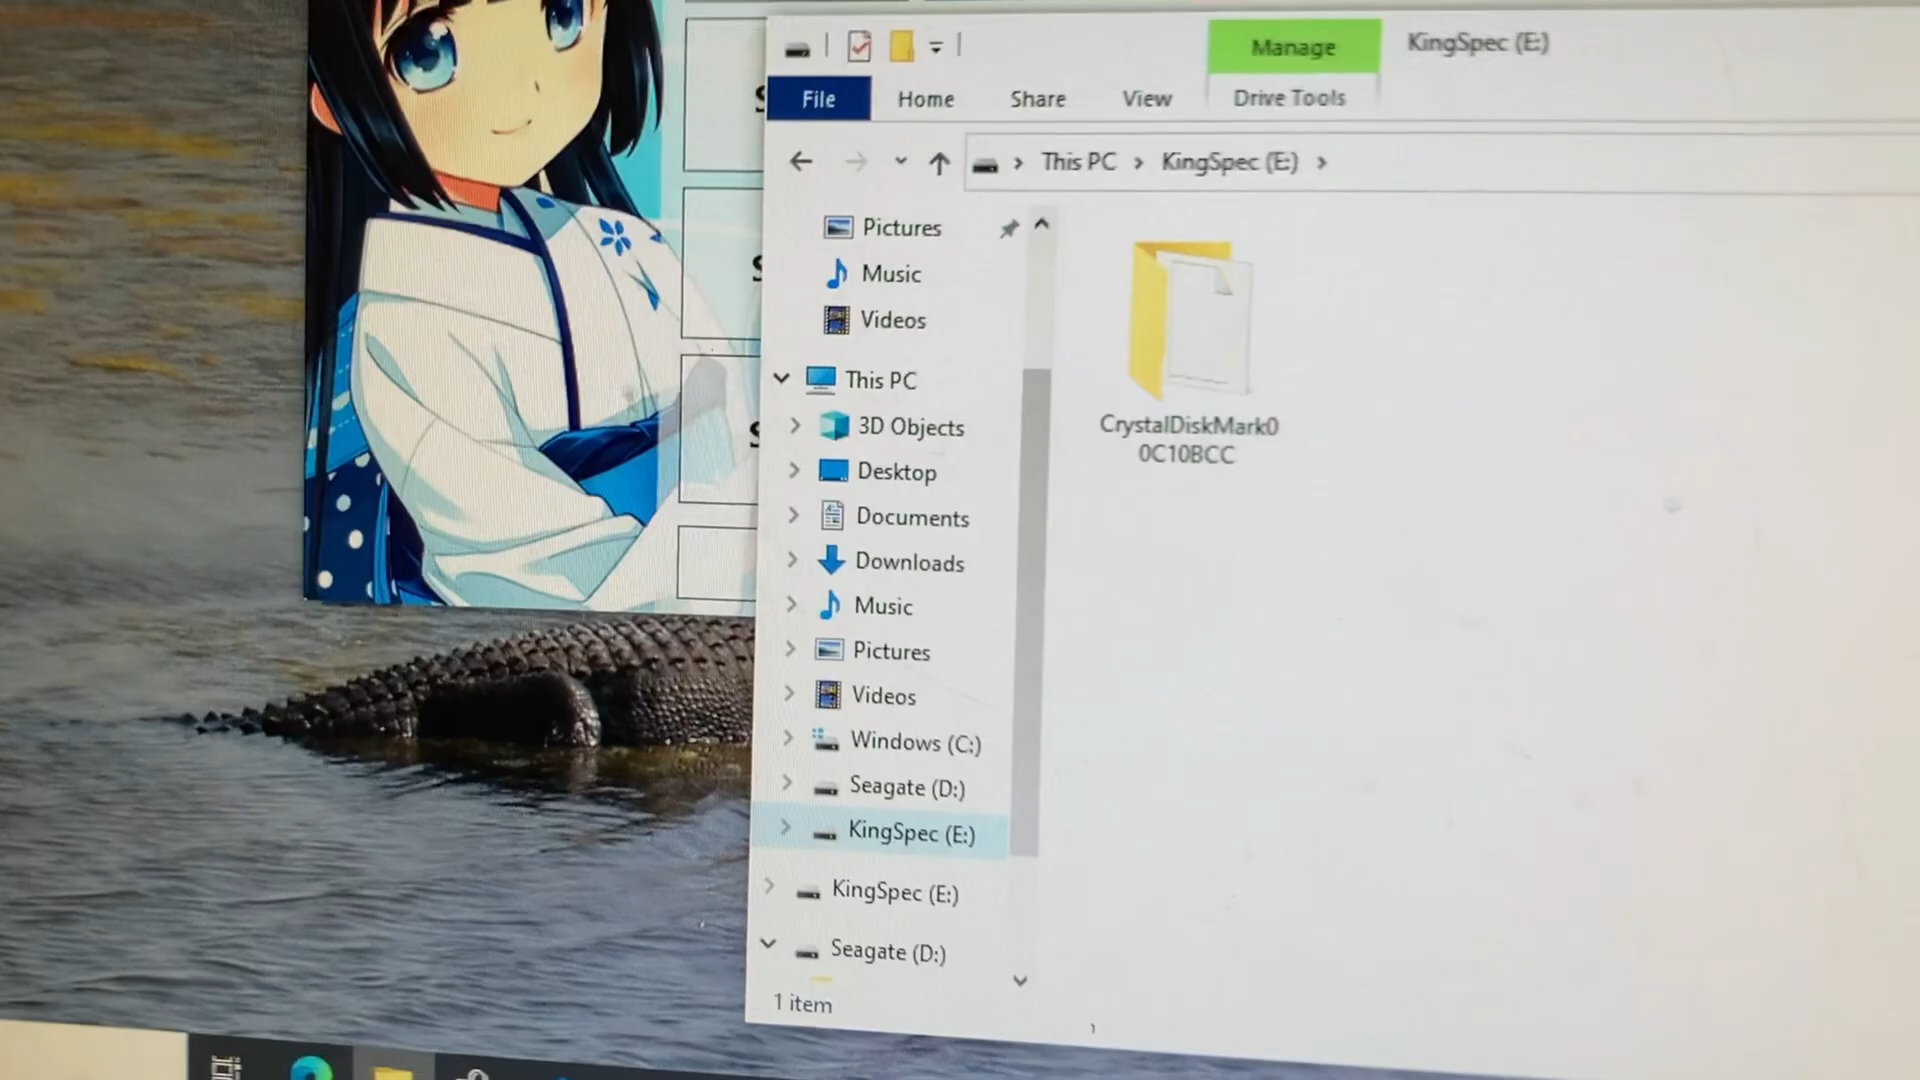 Manage
KingSpec (E:)
File
Home
Share
View
Drive Tools
This PC
KingSpec (E:)
Pictures
Music
Videos
This PC
3D Objects
Desktop
Documents
Downloads
Music
Pictures
Videos
Windows (C:)
Seagate (D:)
KingSpec (E:)
KingSpec (E:)
Seagate (D:)
1 item
CrystalDiskMark0
0C10BCC